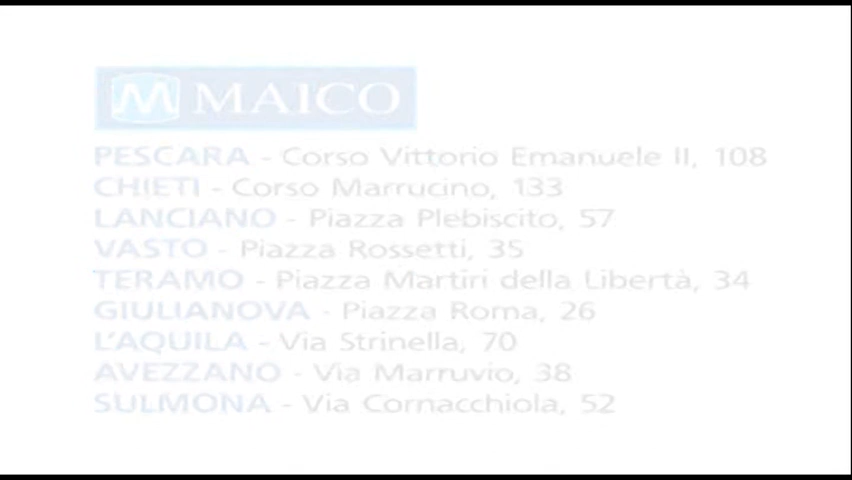 MAICO
PESCARA - Corso Vittorio Emanuele II, 108
CHIETI - Corso Marrucino, 133
LANCIANO - Piazza Plebiscito, 57
VASTO - Piazza Rossetti, 35
TERAMO - Piazza Martiri della Libertà, 34
GIULIANOVA - Piazza Roma, 26
L'AQUILA - Via Strinella, 70
AVEZZANO - Via Marruvio, 38
SULMONA - Via Cornacchiola, 52